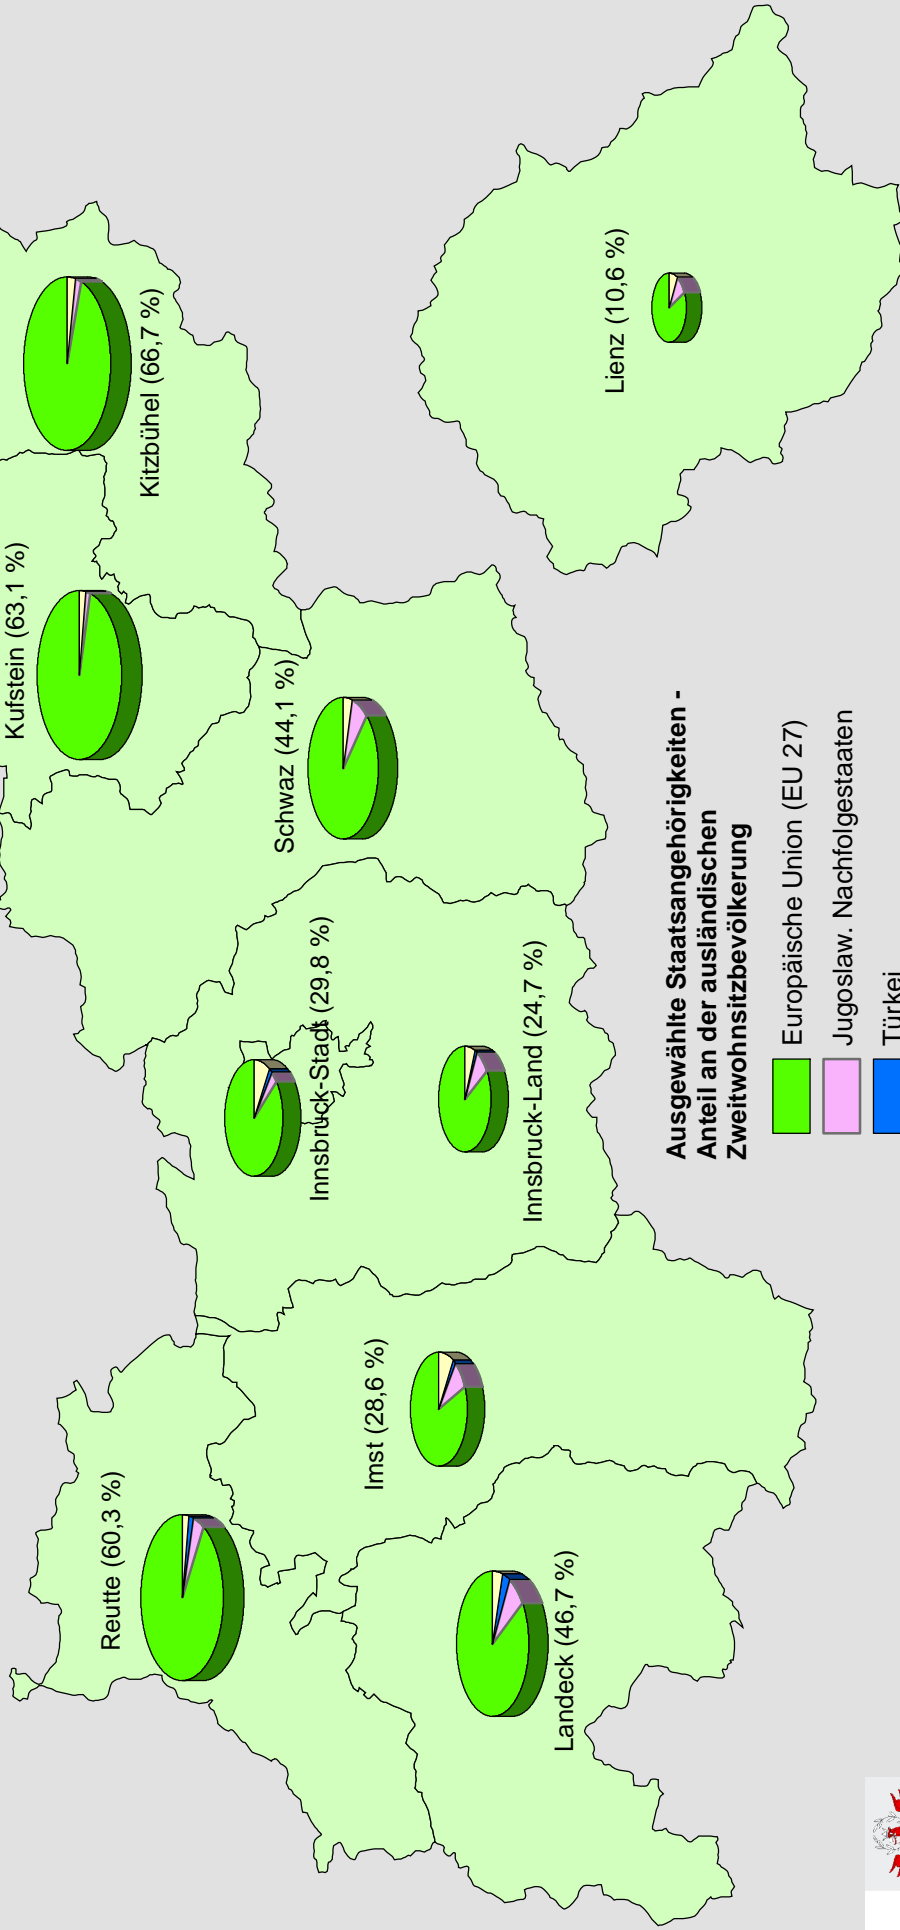 Kufstein (63,1 %)
Kitzbühel (66,7 %)
Reutte (60,3 %)
Schwaz (44,1 %)
Innsbruck-Stadt (29,8 %)
Imst (28,6 %)
Innsbruck-Land (24,7 %)
Landeck (46,7 %)
Lienz (10,6 %)
Ausgewählte Staatsangehörigkeiten -
Anteil an der ausländischen
Zweitwohnsitzbevölkerung
Europäische Union (EU 27)
Jugoslaw. Nachfolgestaaten
Türkei